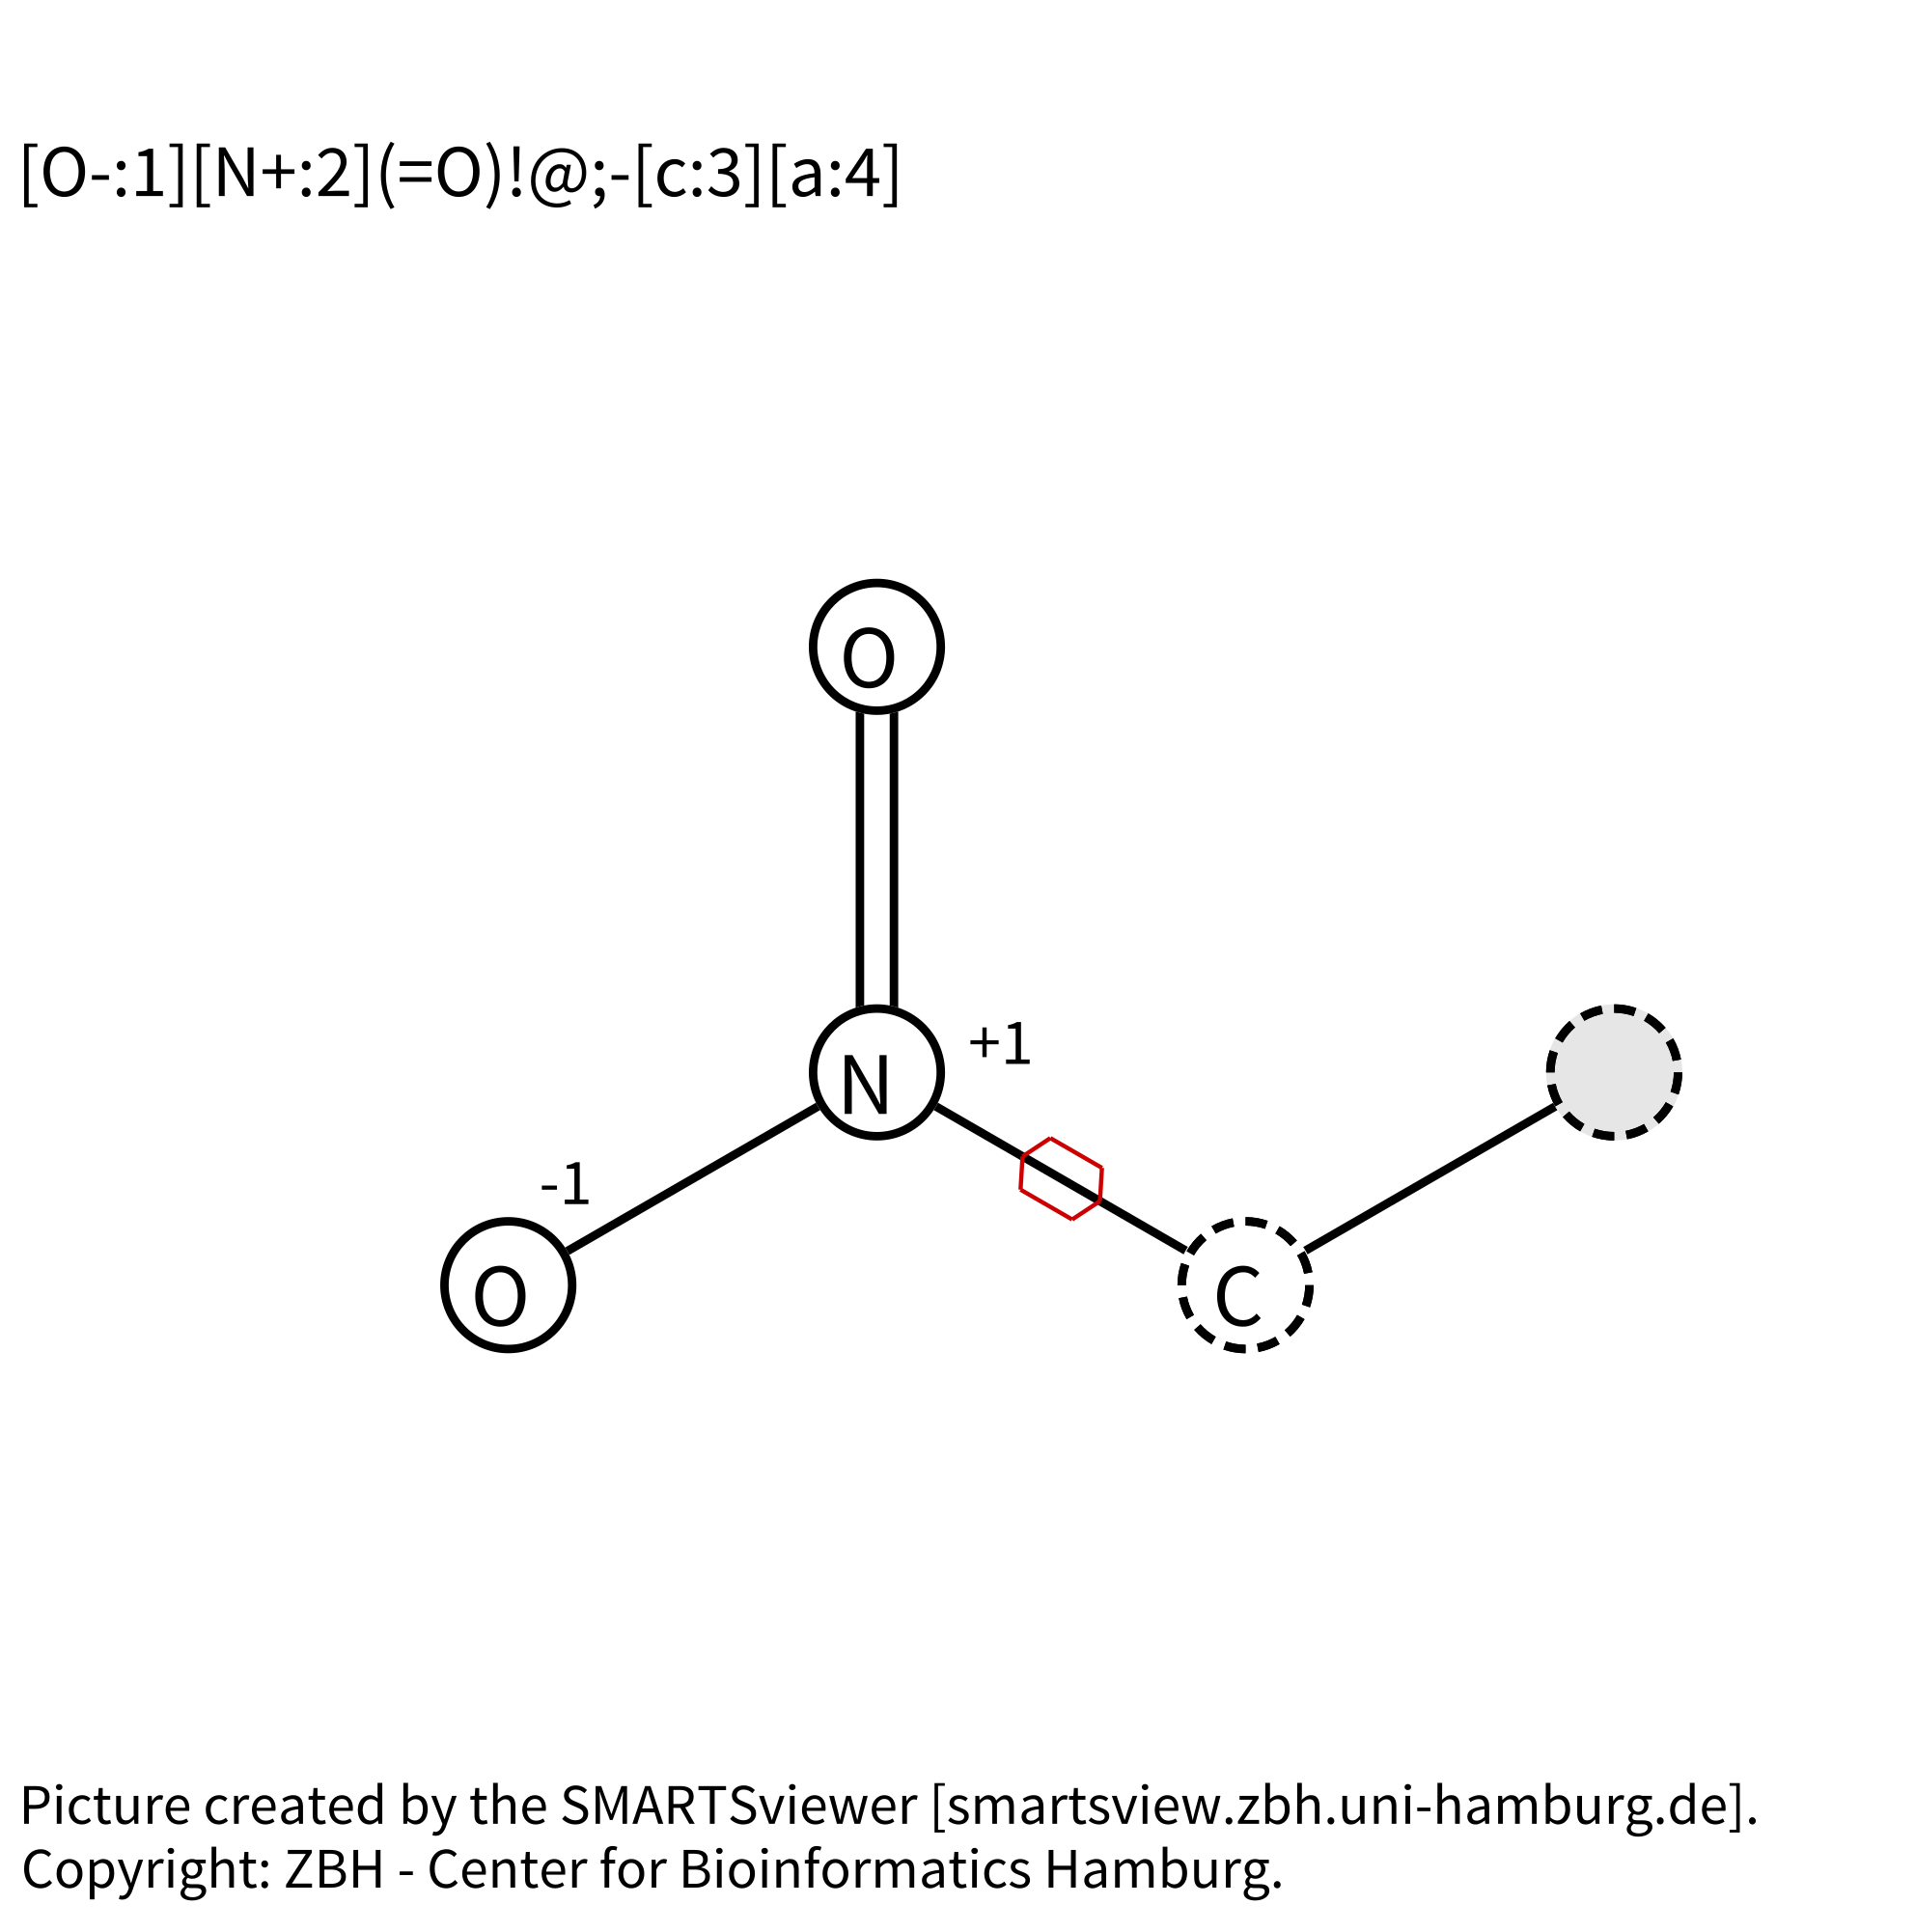 [O-:1][N+:2](=O)!@;-[c:3][a:4]
O
N
+1
-1
O
C
Picture created by the SMARTSviewer [smartsview.zbh.uni-hamburg.de].
Copyright: ZBH - Center for Bioinformatics Hamburg.